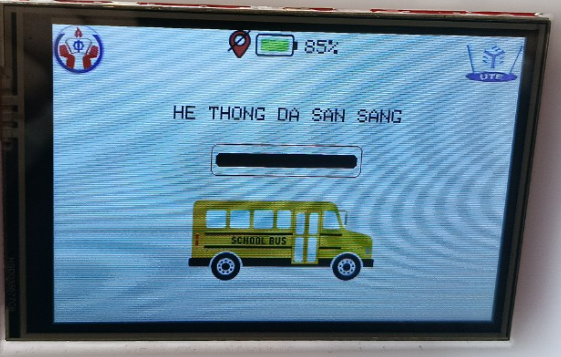 85%
UTE
HE THONG DA SAN SANG
SCHOOL BUS